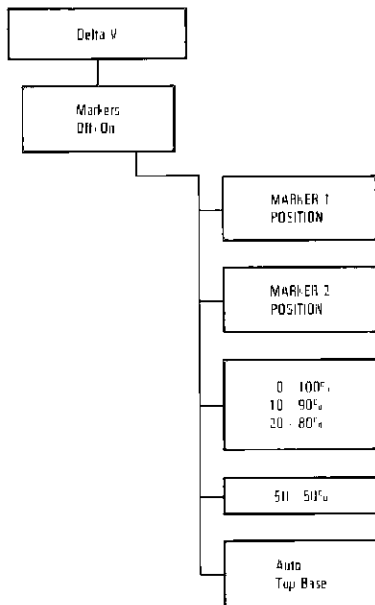 Delta V
Markers
Off/On
MARKER 1
POSITION
MARKER 2
POSITION
0 - 100%
10 - 90%
20 - 80%
50 - 50%
Auto
Top Base